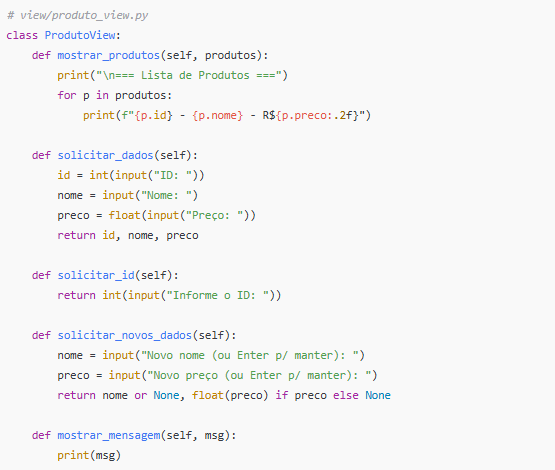 # view/produto_view.py
class ProdutoView:
    def mostrar_produtos(self, produtos):
        print("\n=== Lista de Produtos ===")
        for p in produtos:
            print(f"{p.id} - {p.nome} - R${p.preco:.2f}")

    def solicitar_dados(self):
        id = int(input("ID: "))
        nome = input("Nome: ")
        preco = float(input("Preço: "))
        return id, nome, preco

    def solicitar_id(self):
        return int(input("Informe o ID: "))

    def solicitar_novos_dados(self):
        nome = input("Novo nome (ou Enter p/ manter): ")
        preco = input("Novo preço (ou Enter p/ manter): ")
        return nome or None, float(preco) if preco else None

    def mostrar_mensagem(self, msg):
        print(msg)